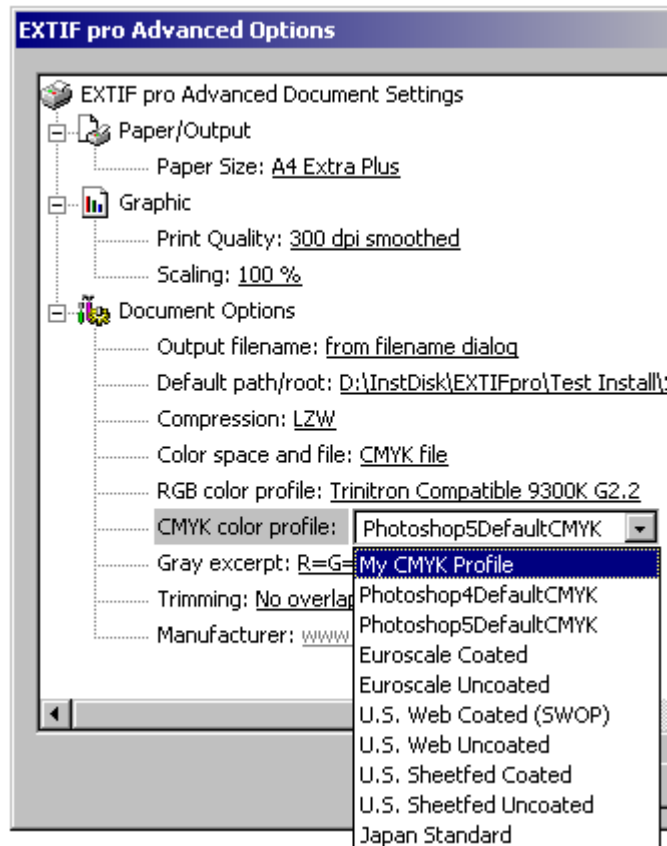 EXTIF pro Advanced Options
EXTIF pro Advanced Document Settings
Paper/Output
Paper Size: A4 Extra Plus
Graphic
Print Quality: 300 dpi smoothed
Scaling: 100 %
Document Options
Output filename: from filename dialog
Default path/root: D:\InstDisk\EXTIFpro\Test Install\
Compression: LZW
Color space and file: CMYK file
RGB color profile: Trinitron Compatible 9300K G2.2
CMYK color profile: Photoshop5DefaultCMYK
Gray excerpt: R=G=
Trimming: No overlap
Manufacturer: www
My CMYK Profile
Photoshop4DefaultCMYK
Photoshop5DefaultCMYK
Euroscale Coated
Euroscale Uncoated
U.S. Web Coated (SWOP)
U.S. Web Uncoated
U.S. Sheetfed Coated
U.S. Sheetfed Uncoated
Japan Standard